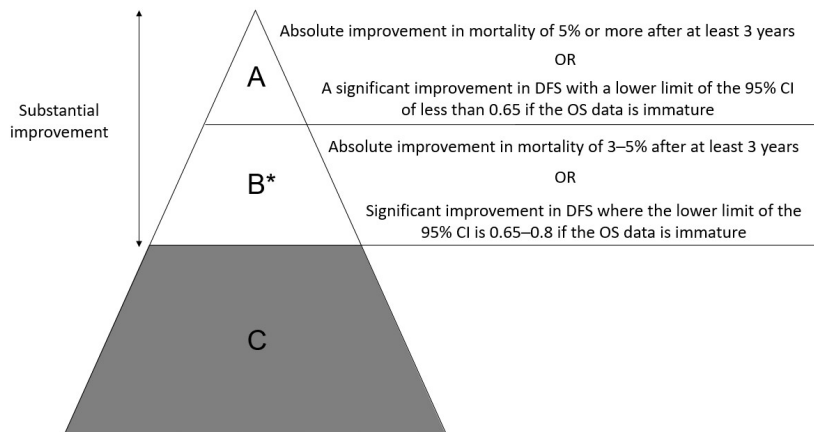 Absolute improvement in mortality of 5% or more after at least 3 years
OR
A significant improvement in DFS with a lower limit of the 95% CI
of less than 0.65 if the OS data is immature
A
Substantial
improvement
Absolute improvement in mortality of 3–5% after at least 3 years
OR
B*
Significant improvement in DFS where the lower limit of the
95% CI is 0.65–0.8 if the OS data is immature
C